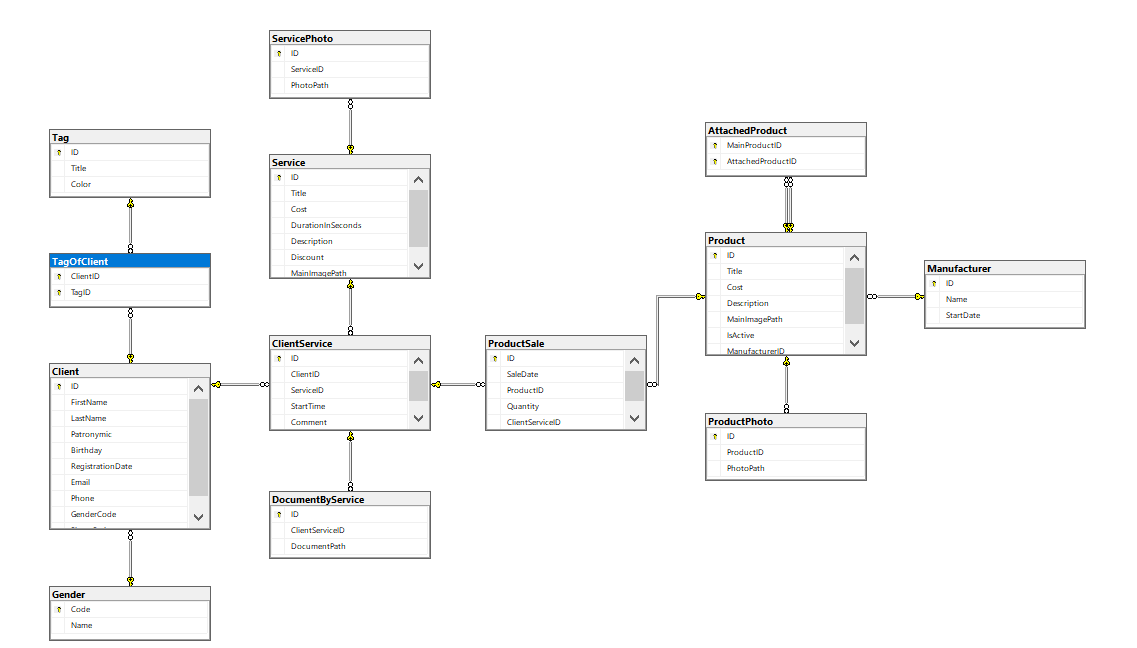 ServicePhoto
ID
ServiceID
PhotoPath
Tag
ID
Title
Color
Service
ID
Title
Cost
DurationInSeconds
Description
Discount
MainImagePath
AttachedProduct
MainProductID
AttachedProductID
TagOfClient
ClientID
TagID
Product
ID
Title
Cost
Description
MainImagePath
IsActive
ManufacturerID
Manufacturer
ID
Name
StartDate
Client
ID
FirstName
LastName
Patronymic
Birthday
RegistrationDate
Email
Phone
GenderCode
ClientService
ID
ClientID
ServiceID
StartTime
Comment
ProductSale
ID
SaleDate
ProductID
Quantity
ClientServiceID
ProductPhoto
ID
ProductID
PhotoPath
DocumentByService
ID
ClientServiceID
DocumentPath
Gender
Code
Name